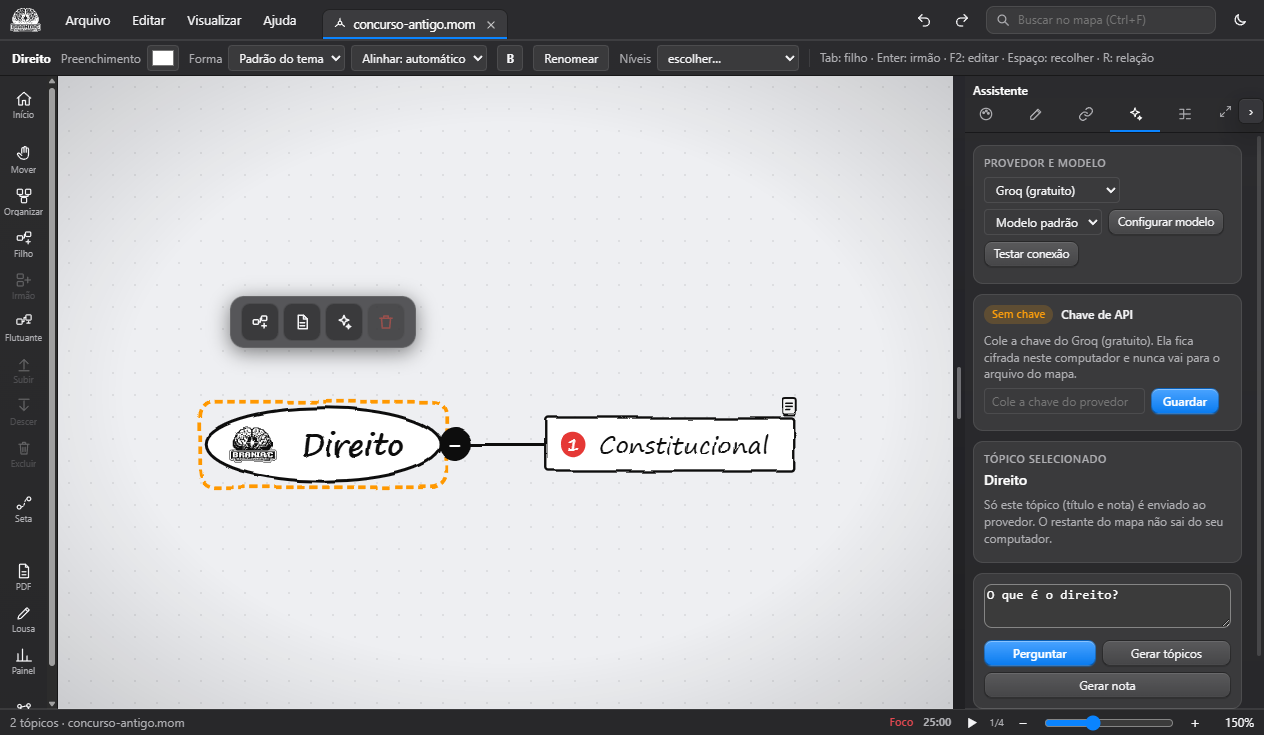 Arquivo Editar Visualizar Ajuda concurso-antigo.mom × Buscar no mapa (Ctrl+F)
Direito Preenchimento Forma Padrão do tema Alinhar: automático B Renomear Níveis escolher... Tab: filho · Enter: irmão · F2: editar · Espaço: recolher · R: relação
Início
Mover
Organizar
Filho
Irmão
Flutuante
Subir
Descer
Excluir
Seta
PDF
Lousa
Painel
BRANIAC
Direito
1 Constitucional
Assistente
PROVEDOR E MODELO
Groq (gratuito)
Modelo padrão Configurar modelo
Testar conexão
Sem chave Chave de API
Cole a chave do Groq (gratuito). Ela fica
cifrada neste computador e nunca vai para o
arquivo do mapa.
Cole a chave do provedor Guardar
TÓPICO SELECIONADO
Direito
Só este tópico (título e nota) é enviado ao
provedor. O restante do mapa não sai do seu
computador.
O que é o direito?
Perguntar Gerar tópicos
Gerar nota
2 tópicos · concurso-antigo.mom Foco 25:00 1/4 − + 150%